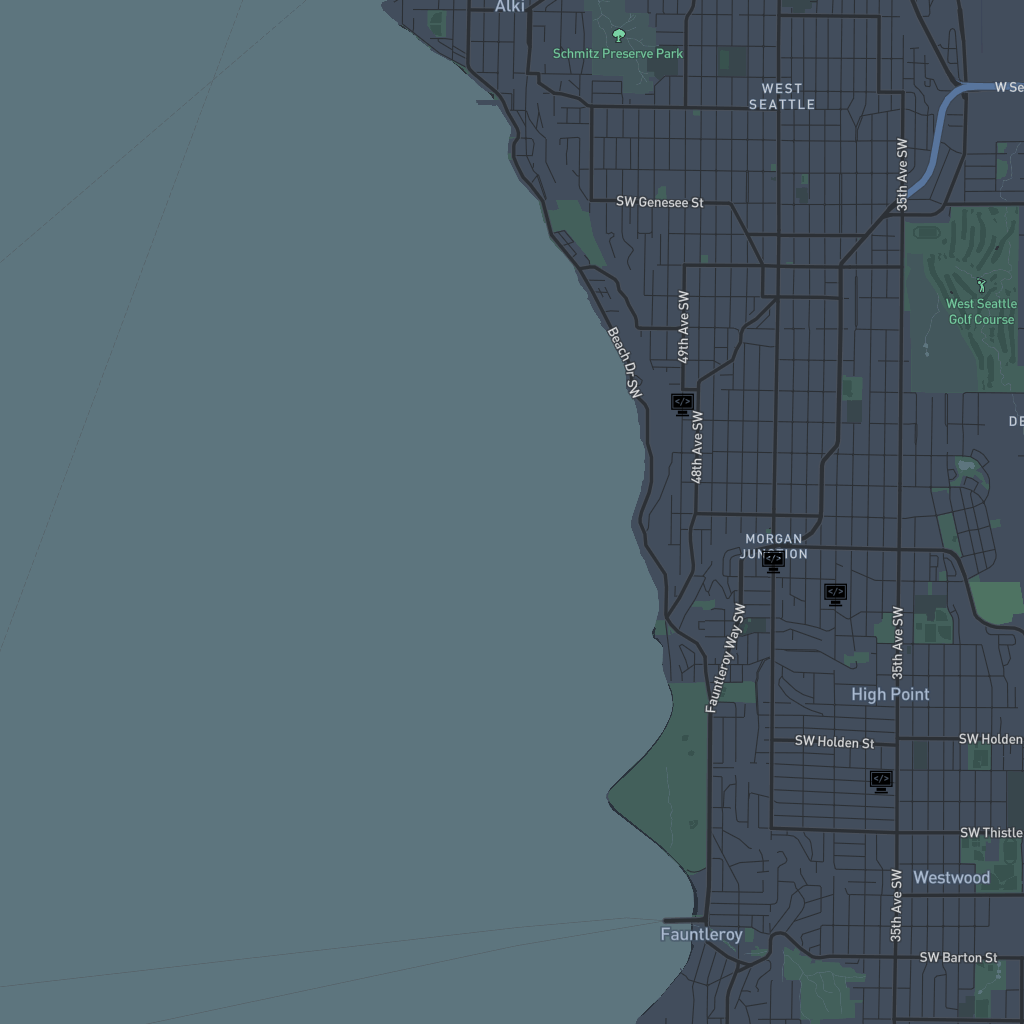 Alki
Schmitz Preserve Park
WEST
SEATTLE
W Se
35th Ave SW
SW Genesee St
West Seattle
Golf Course
49th Ave SW
Beach Dr SW
</>
48th Ave SW
DE
MORGAN
JUNCTION
</>
</>
Fauntleroy Way SW
35th Ave SW
High Point
SW Holden St
SW Holden
</>
SW Thistle
Westwood
35th Ave SW
Fauntleroy
SW Barton St